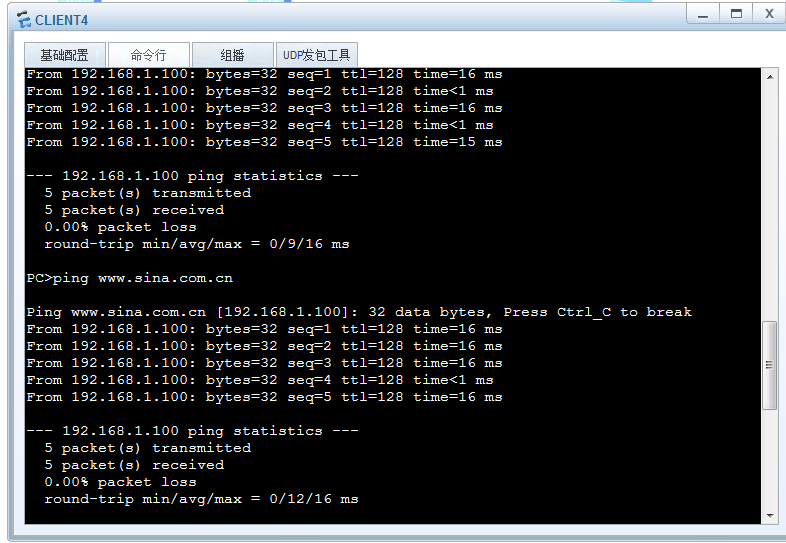 CLIENT4
X
基础配置 命令行 组播 UDP发包工具
From 192.168.1.100: bytes=32 seq=1 ttl=128 time=16 ms
From 192.168.1.100: bytes=32 seq=2 ttl=128 time<1 ms
From 192.168.1.100: bytes=32 seq=3 ttl=128 time=16 ms
From 192.168.1.100: bytes=32 seq=4 ttl=128 time<1 ms
From 192.168.1.100: bytes=32 seq=5 ttl=128 time=15 ms
--- 192.168.1.100 ping statistics ---
5 packet(s) transmitted
5 packet(s) received
0.00% packet loss
round-trip min/avg/max = 0/9/16 ms
PC>ping www.sina.com.cn
Ping www.sina.com.cn [192.168.1.100]: 32 data bytes, Press Ctrl_C to break
From 192.168.1.100: bytes=32 seq=1 ttl=128 time=16 ms
From 192.168.1.100: bytes=32 seq=2 ttl=128 time=16 ms
From 192.168.1.100: bytes=32 seq=3 ttl=128 time=16 ms
From 192.168.1.100: bytes=32 seq=4 ttl=128 time<1 ms
From 192.168.1.100: bytes=32 seq=5 ttl=128 time=16 ms
--- 192.168.1.100 ping statistics ---
5 packet(s) transmitted
5 packet(s) received
0.00% packet loss
round-trip min/avg/max = 0/12/16 ms